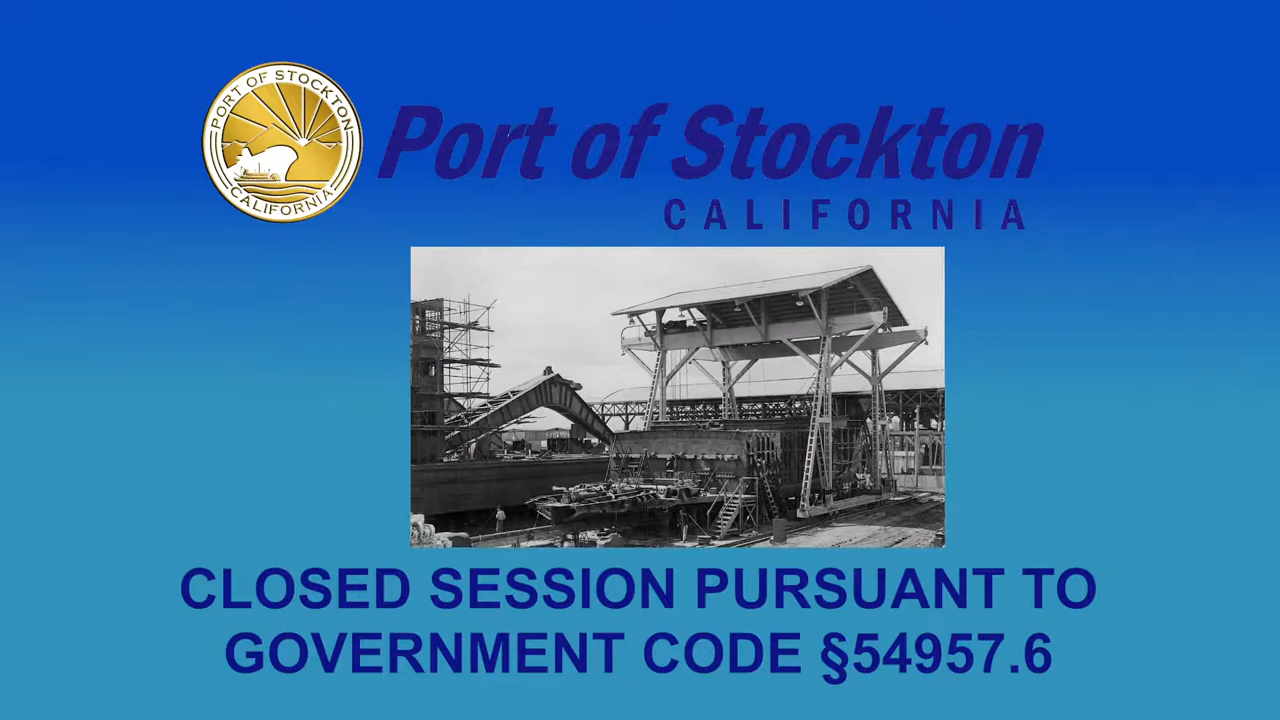 PORT OF STOCKTON
CALIFORNIA
Port of Stockton
CALIFORNIA
CLOSED SESSION PURSUANT TO
GOVERNMENT CODE §54957.6